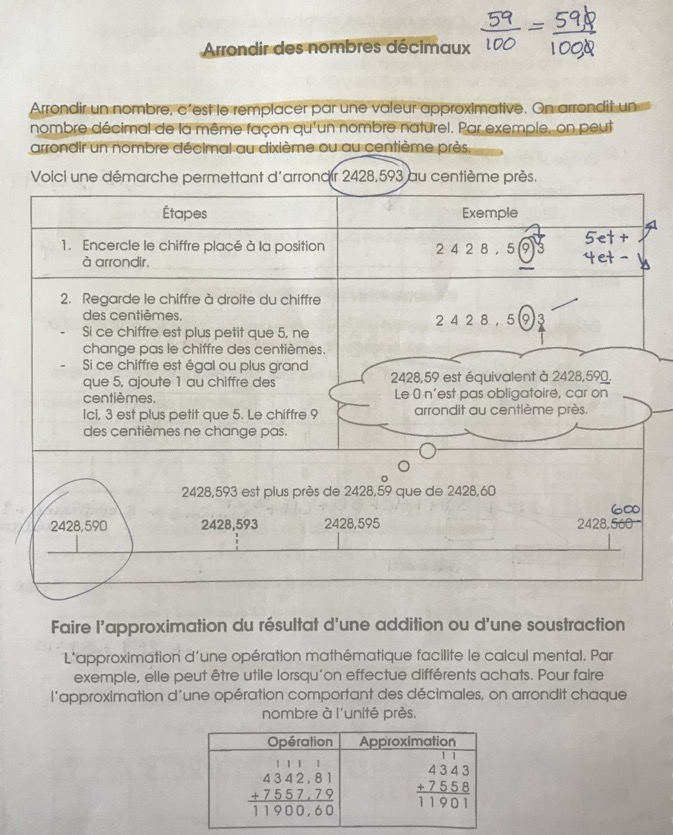 59/100 = 590/1000
Arrondir des nombres décimaux
Arrondir un nombre, c'est le remplacer par une valeur approximative. On arrondit un
nombre décimal de la même façon qu'un nombre naturel. Par exemple, on peut
arrondir un nombre décimal au dixième ou au centième près.
Voici une démarche permettant d'arrondir 2428,593 au centième près.
Étapes
Exemple
1. Encercle le chiffre placé à la position
à arrondir.
2 4 2 8 , 5 9 3
5et +
4et -
2. Regarde le chiffre à droite du chiffre
des centièmes.
- Si ce chiffre est plus petit que 5, ne
change pas le chiffre des centièmes.
- Si ce chiffre est égal ou plus grand
que 5, ajoute 1 au chiffre des
centièmes.
Ici, 3 est plus petit que 5. Le chiffre 9
des centièmes ne change pas.
2 4 2 8 , 5 9 3
2428,59 est équivalent à 2428,590.
Le 0 n'est pas obligatoire, car on
arrondit au centième près.
2428,593 est plus près de 2428,59 que de 2428,60
600
2428,590 2428,593 2428,595 2428,560
Faire l'approximation du résultat d'une addition ou d'une soustraction
L'approximation d'une opération mathématique facilite le calcul mental. Par
exemple, elle peut être utile lorsqu'on effectue différents achats. Pour faire
l'approximation d'une opération comportant des décimales, on arrondit chaque
nombre à l'unité près.
Opération
1 1 1 1
4342,81
+7557,79
11900,60
Approximation
1 1
4343
+7558
11901